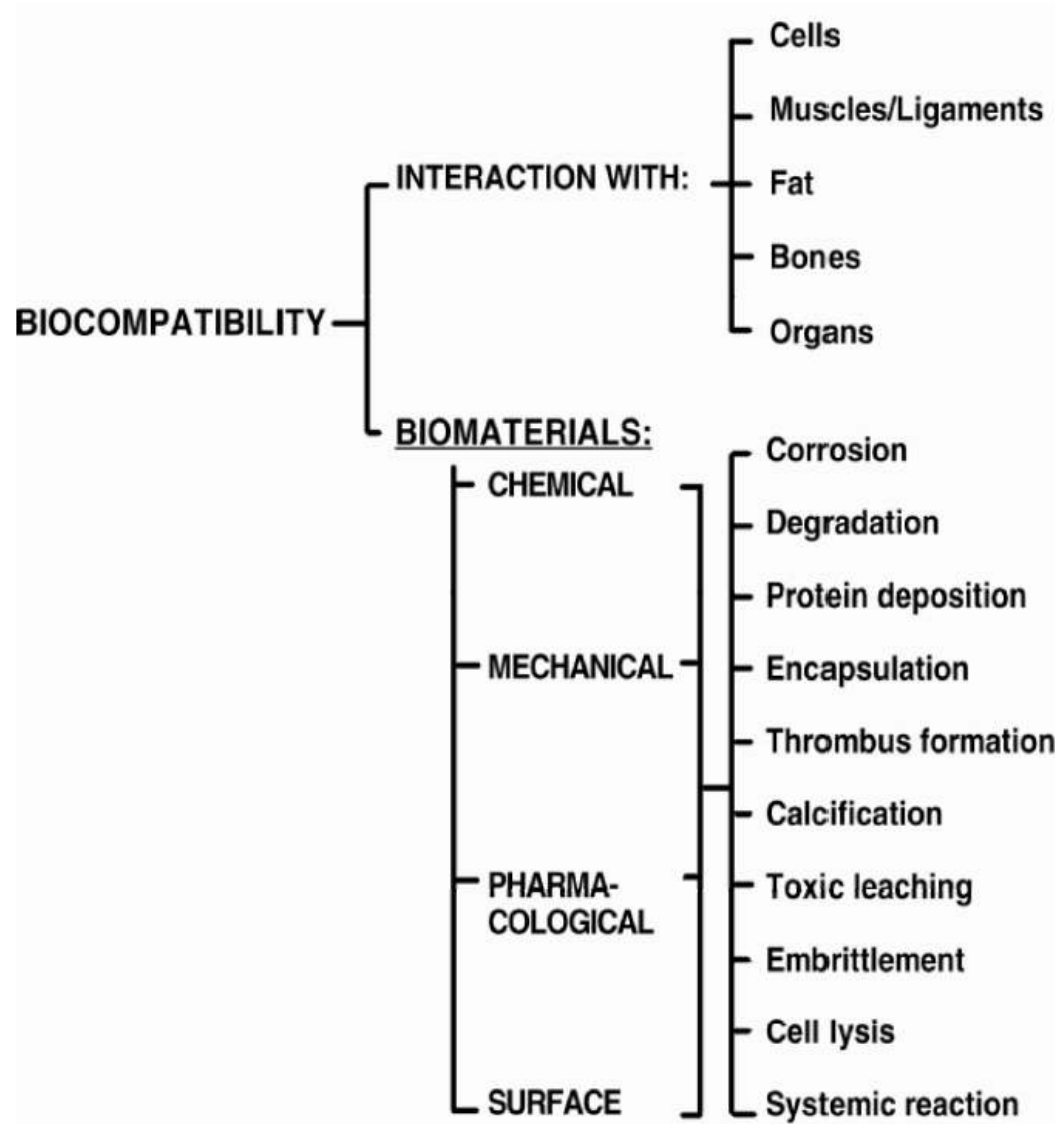 BIOCOMPATIBILITY
INTERACTION WITH:
Cells
Muscles/Ligaments
Fat
Bones
Organs
BIOMATERIALS:
CHEMICAL
MECHANICAL
PHARMA-
COLOGICAL
SURFACE
Corrosion
Degradation
Protein deposition
Encapsulation
Thrombus formation
Calcification
Toxic leaching
Embrittlement
Cell lysis
Systemic reaction